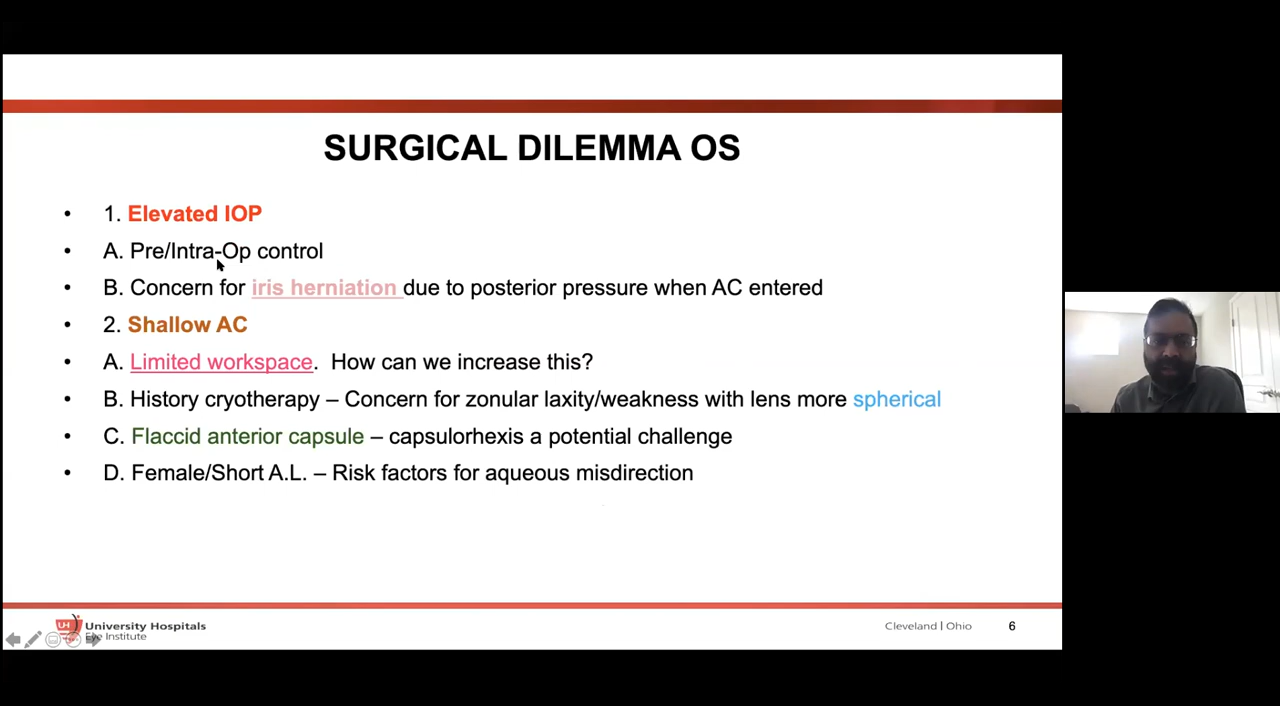 SURGICAL DILEMMA OS
• 1. Elevated IOP
• A. Pre/Intra-Op control
• B. Concern for iris herniation due to posterior pressure when AC entered
• 2. Shallow AC
• A. Limited workspace. How can we increase this?
• B. History cryotherapy – Concern for zonular laxity/weakness with lens more spherical
• C. Flaccid anterior capsule – capsulorhexis a potential challenge
• D. Female/Short A.L. – Risk factors for aqueous misdirection
UH
University Hospitals
Eye Institute
Cleveland | Ohio
6